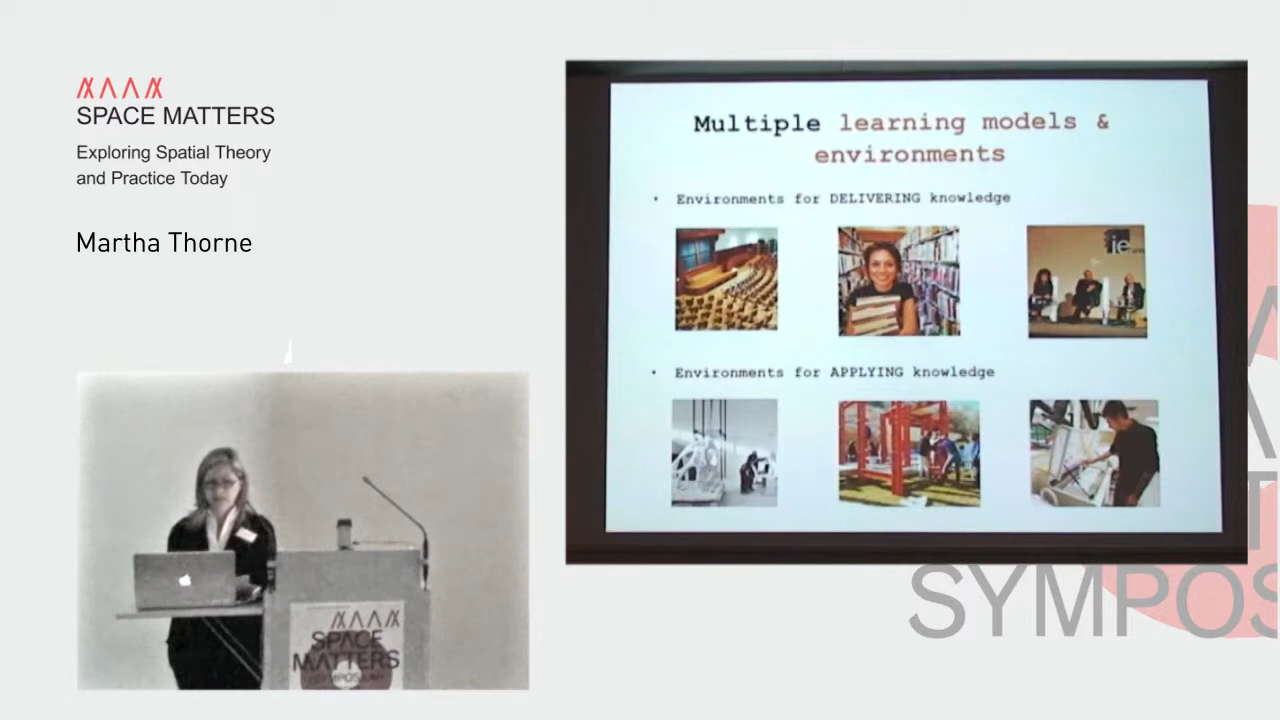 SPACE MATTERS
Exploring Spatial Theory
and Practice Today
Martha Thorne
Multiple learning models &
environments
• Environments for DELIVERING knowledge
ie
• Environments for APPLYING knowledge
SPACE
MATTERS
SYMPOSIUM
SYMPOS